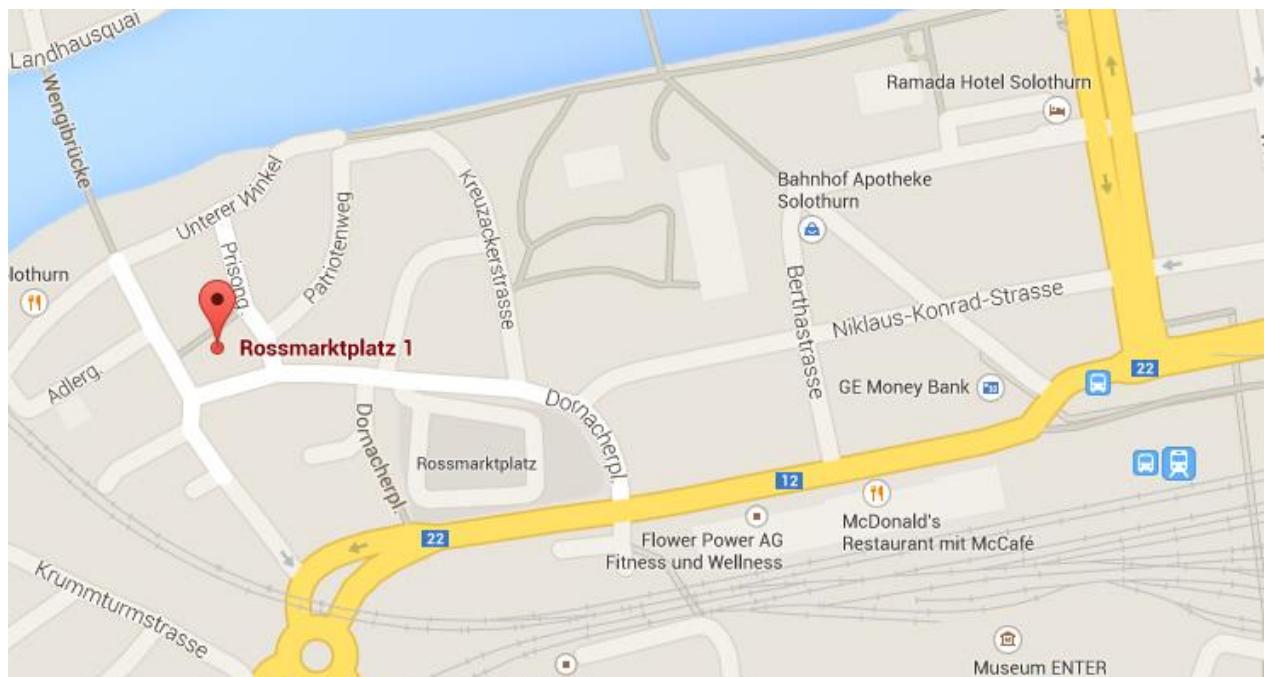 Landhausquai
Wengibrücke
Ramada Hotel Solothurn
Unterer Winkel
Kreuzackerstrasse
Bahnhof Apotheke
Solothurn
Prisong.
Patriotenweg
olothurn
Berthastrasse
Niklaus-Konrad-Strasse
Rossmarktplatz 1
Adlerg.
22
GE Money Bank
Dornacherpl.
Dornacherpl.
Rossmarktplatz
12
22
McDonald's
Restaurant mit McCafé
Flower Power AG
Fitness und Wellness
Krummturmstrasse
Museum ENTER